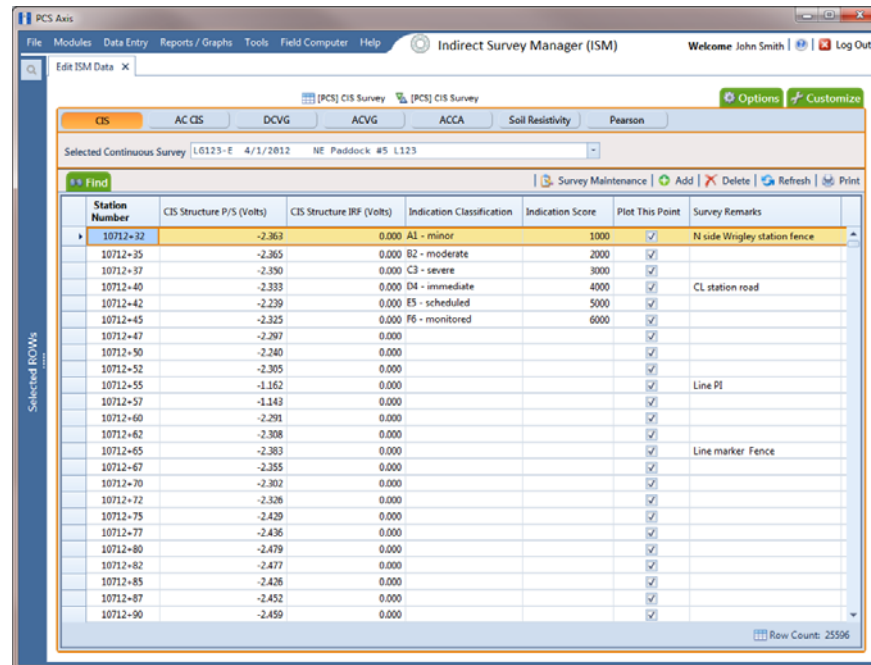 PCS Axis
File Modules Data Entry Reports / Graphs Tools Field Computer Help Indirect Survey Manager (ISM) Welcome John Smith | | Log Out
Edit ISM Data X
[PCS] CIS Survey [PCS] CIS Survey Options Customize
CIS AC CIS DCVG ACVG ACCA Soil Resistivity Pearson
Selected Continuous Survey LG123-E 4/1/2012 NE Paddock #5 L123
Find | Survey Maintenance | Add | Delete | Refresh | Print
Station Number CIS Structure P/S (Volts) CIS Structure IRF (Volts) Indication Classification Indication Score Plot This Point Survey Remarks
10712+32 -2.363 0.000 A1 - minor 1000 N side Wrigley station fence
10712+35 -2.365 0.000 B2 - moderate 2000
10712+37 -2.350 0.000 C3 - severe 3000
10712+40 -2.333 0.000 D4 - immediate 4000 CL station road
10712+42 -2.239 0.000 E5 - scheduled 5000
10712+45 -2.325 0.000 F6 - monitored 6000
10712+47 -2.297 0.000
10712+50 -2.240 0.000
10712+52 -2.305 0.000
10712+55 -1.162 0.000 Line PI
10712+57 -1.143 0.000
10712+60 -2.291 0.000
10712+62 -2.308 0.000
10712+65 -2.383 0.000 Line marker Fence
10712+67 -2.355 0.000
10712+70 -2.302 0.000
10712+72 -2.326 0.000
10712+75 -2.429 0.000
10712+77 -2.436 0.000
10712+80 -2.479 0.000
10712+82 -2.477 0.000
10712+85 -2.426 0.000
10712+87 -2.452 0.000
10712+90 -2.459 0.000
Selected ROWs
Row Count: 25596